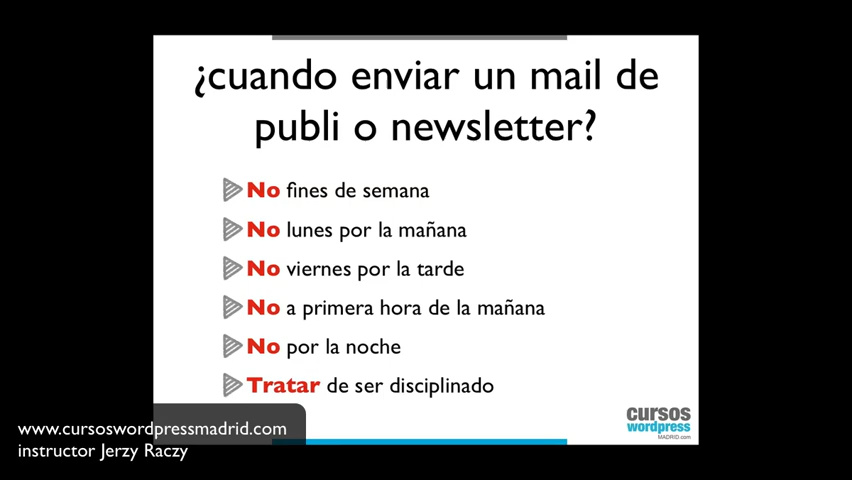 ¿cuando enviar un mail de
publi o newsletter?
No fines de semana
No lunes por la mañana
No viernes por la tarde
No a primera hora de la mañana
No por la noche
Tratar de ser disciplinado
cursos
wordpress
MADRID.com
www.cursoswordpressmadrid.com
instructor Jerzy Raczy